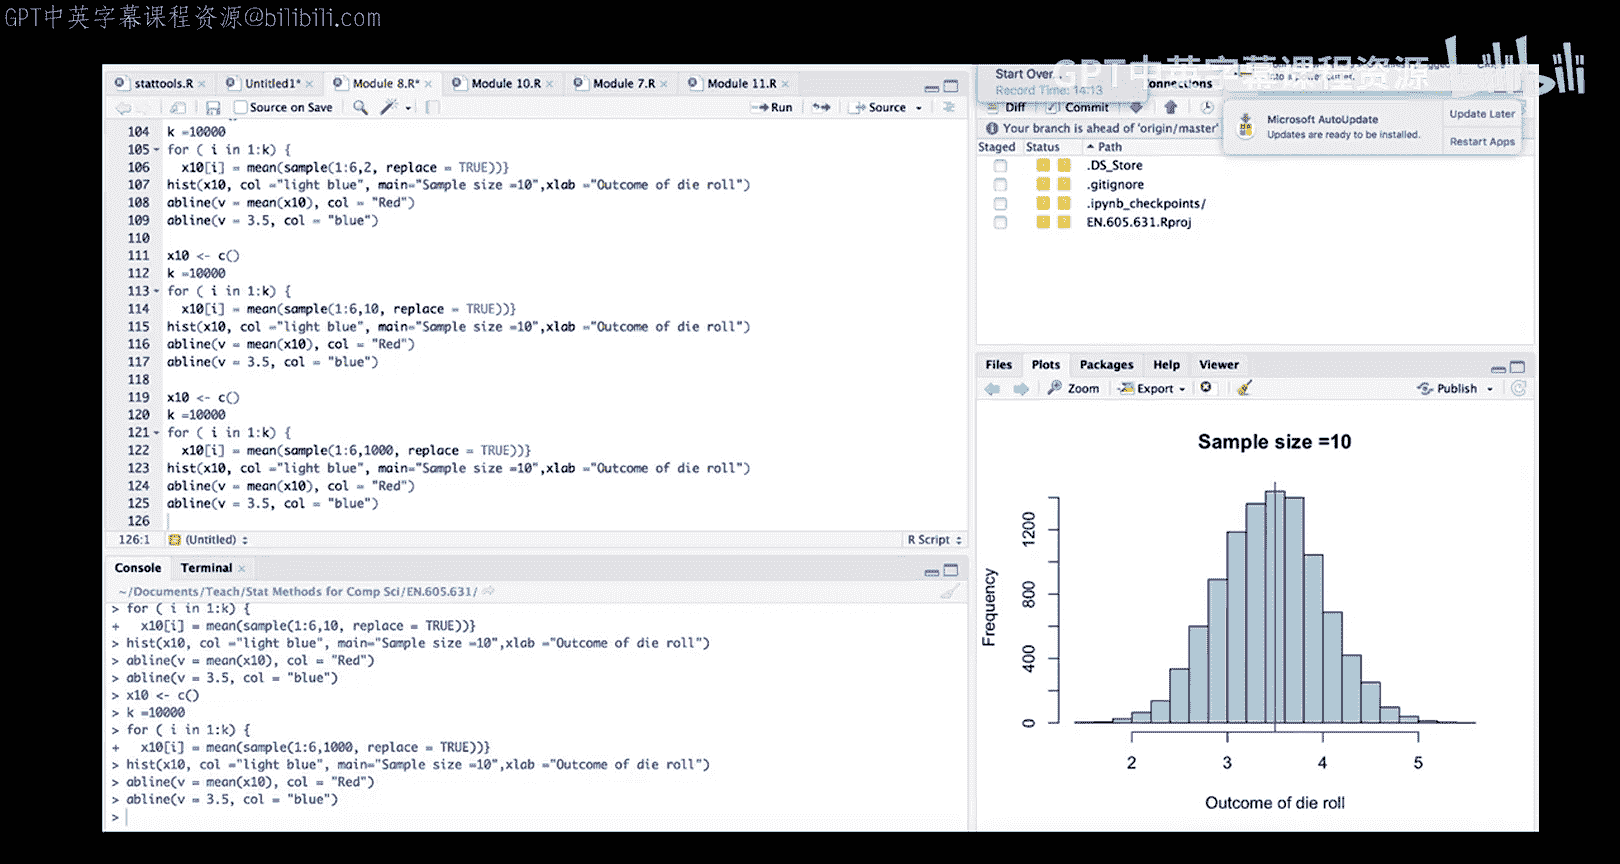 GPT中英字幕课程资源@bilibili.com
GPT中英字幕课程资源 bilibili
stattools.R Untitled1* Module 8.R* Module 10.R Module 7.R Module 11.R
Source on Save Run Source
104 k =10000
105 for ( i in 1:k) {
106 x10[i] = mean(sample(1:6,2, replace = TRUE))}
107 hist(x10, col ="light blue", main="Sample size =10",xlab ="Outcome of die roll")
108 abline(v = mean(x10), col = "Red")
109 abline(v = 3.5, col = "blue")
110
111 x10 <- c()
112 k =10000
113 for ( i in 1:k) {
114 x10[i] = mean(sample(1:6,10, replace = TRUE))}
115 hist(x10, col ="light blue", main="Sample size =10",xlab ="Outcome of die roll")
116 abline(v = mean(x10), col = "Red")
117 abline(v = 3.5, col = "blue")
118
119 x10 <- c()
120 k =10000
121 for ( i in 1:k) {
122 x10[i] = mean(sample(1:6,1000, replace = TRUE))}
123 hist(x10, col ="light blue", main="Sample size =10",xlab ="Outcome of die roll")
124 abline(v = mean(x10), col = "Red")
125 abline(v = 3.5, col = "blue")
126
126:1 (Untitled) R Script
Console Terminal
~/Documents/Teach/Stat Methods for Comp Sci/EN.605.631/
> for ( i in 1:k) {
+ x10[i] = mean(sample(1:6,10, replace = TRUE))}
> hist(x10, col ="light blue", main="Sample size =10",xlab ="Outcome of die roll")
> abline(v = mean(x10), col = "Red")
> abline(v = 3.5, col = "blue")
> x10 <- c()
> k =10000
> for ( i in 1:k) {
+ x10[i] = mean(sample(1:6,1000, replace = TRUE))}
> hist(x10, col ="light blue", main="Sample size =10",xlab ="Outcome of die roll")
> abline(v = mean(x10), col = "Red")
> abline(v = 3.5, col = "blue")
>
Start Over...
Record Time: 14:13
onnections
into a power outlet.
Diff Commit
Microsoft AutoUpdate
Updates are ready to be installed.
Update Later
Restart Apps
Your branch is ahead of 'origin/master'
Staged Status Path
.DS_Store
.gitignore
.ipynb_checkpoints/
EN.605.631.Rproj
Files Plots Packages Help Viewer
Zoom Export Publish
Sample size =10
Frequency
0 400 800 1200
2 3 4 5
Outcome of die roll